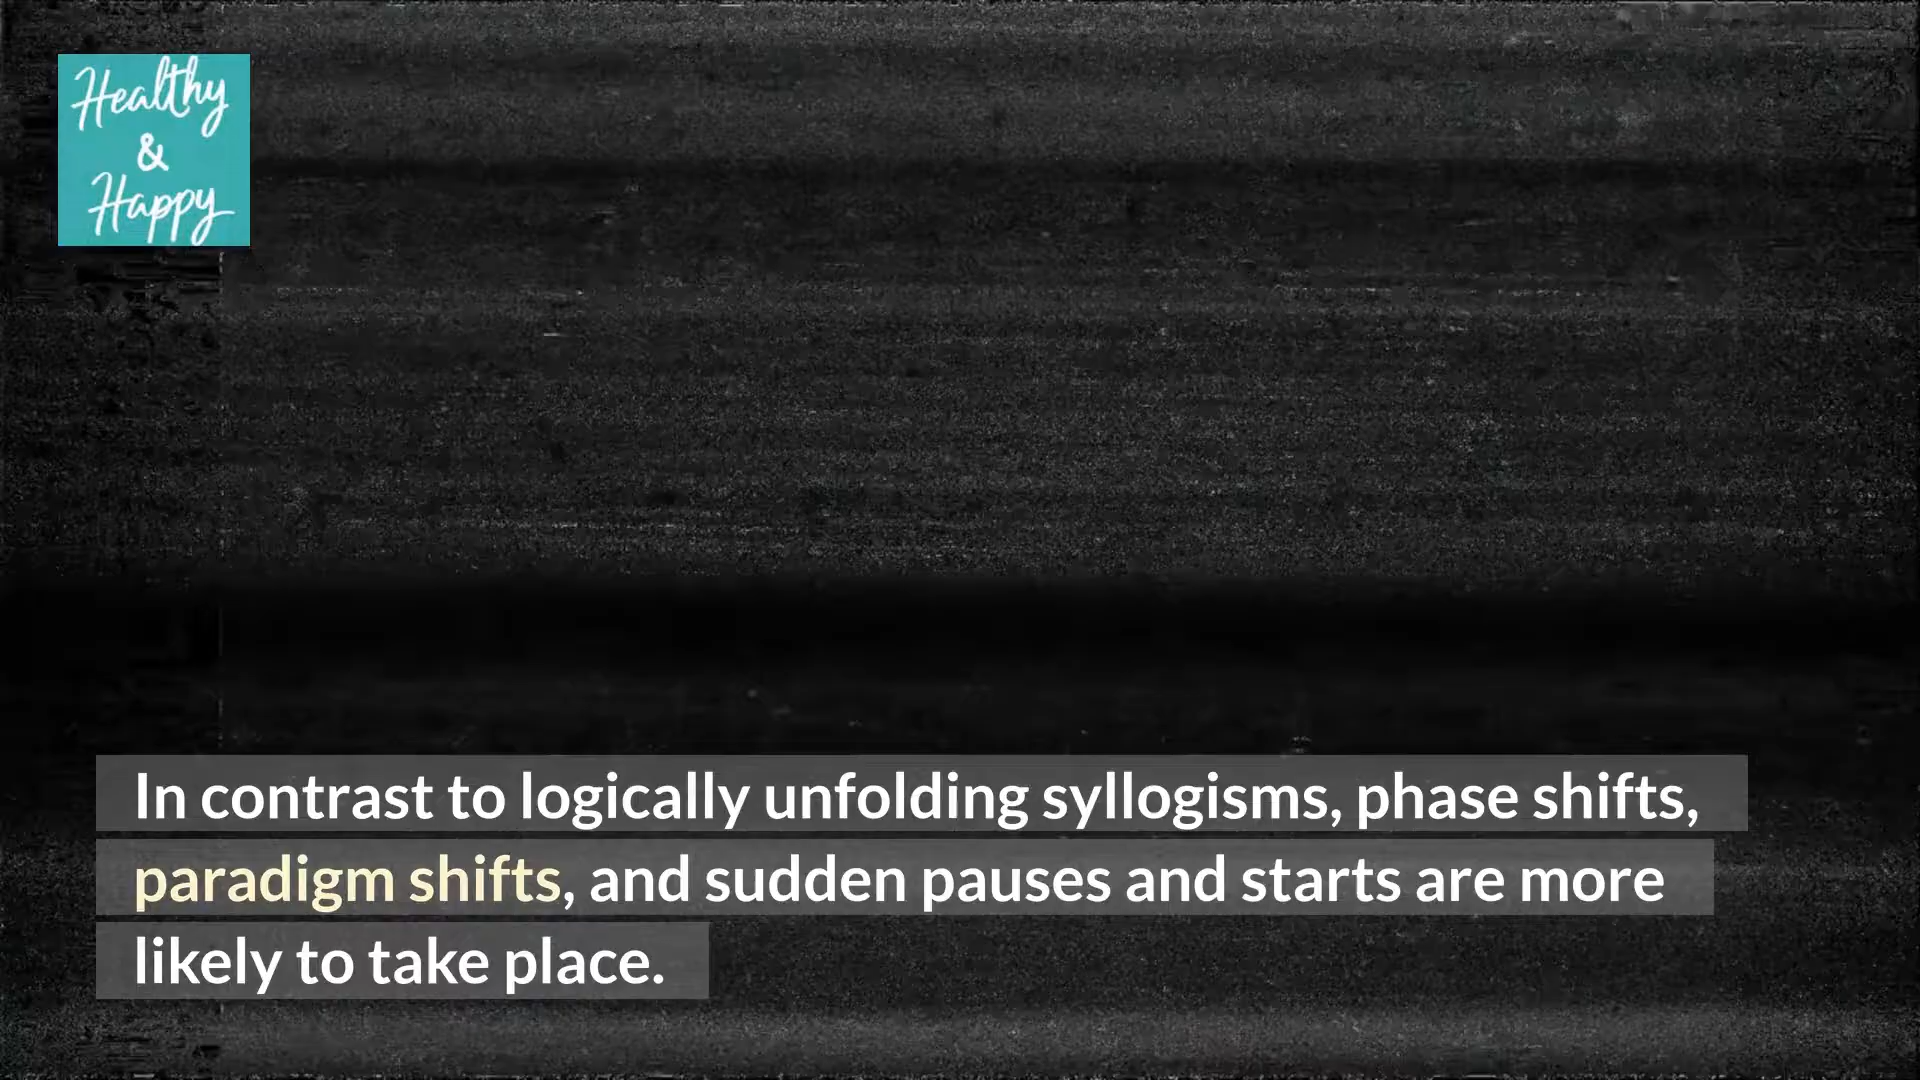 Healthy
&
Happy
In contrast to logically unfolding syllogisms, phase shifts,
paradigm shifts, and sudden pauses and starts are more
likely to take place.